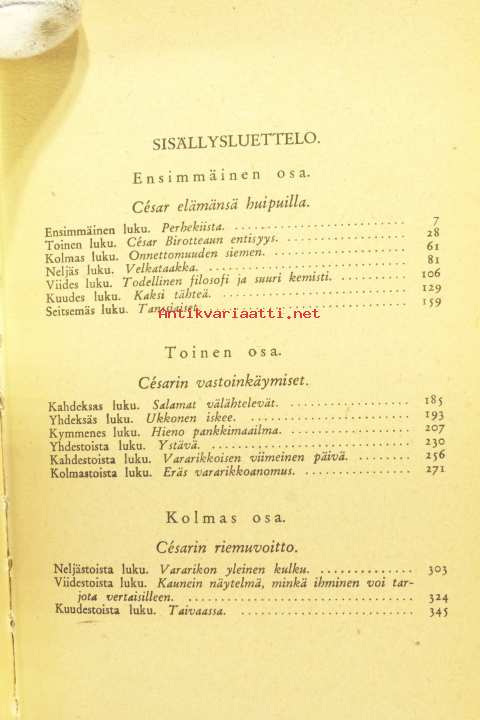 SISÄLLYSLUETTELO.
Ensimmäinen osa.
César elämänsä huipuilla.
Ensimmäinen luku. Perhekiista. 7
Toinen luku. César Birotteaun entisyys. 28
Kolmas luku. Onnettomuuden siemen. 61
Neljäs luku. Velkataakka. 81
Viides luku. Todellinen filosofi ja suuri kemisti. 106
Kuudes luku. Kaksi tähteä. 129
Seitsemäs luku. Tanssiaiset. 159
Antikvariaatti.net
Toinen osa.
Césarin vastoinkäymiset.
Kahdeksas luku. Salamat välähtelevät. 185
Yhdeksäs luku. Ukkonen iskee. 193
Kymmenes luku. Hieno pankkimaailma. 207
Yhdestoista luku. Ystävä. 230
Kahdestoista luku. Vararikkoisen viimeinen päivä. 256
Kolmastoista luku. Eräs vararikkoanomus. 271
Kolmas osa.
Césarin riemuvoitto.
Neljästoista luku. Vararikon yleinen kulku. 303
Viidestoista luku. Kaunein näytelmä, minkä ihminen voi tar-
jota vertaisilleen. 324
Kuudestoista luku. Taivaassa. 345